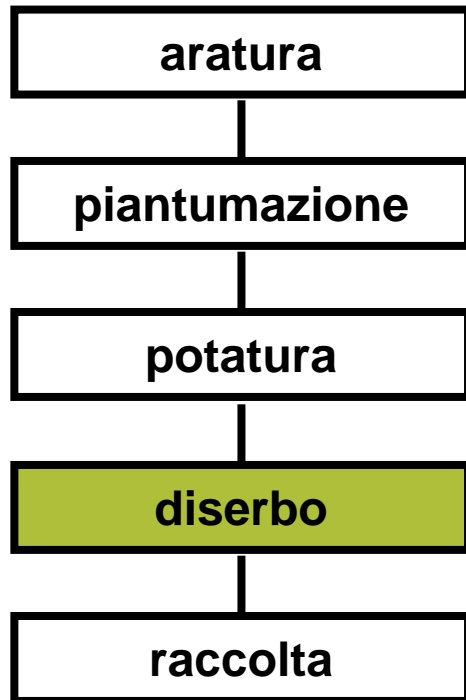 aratura
piantumazione
potatura
diserbo
raccolta